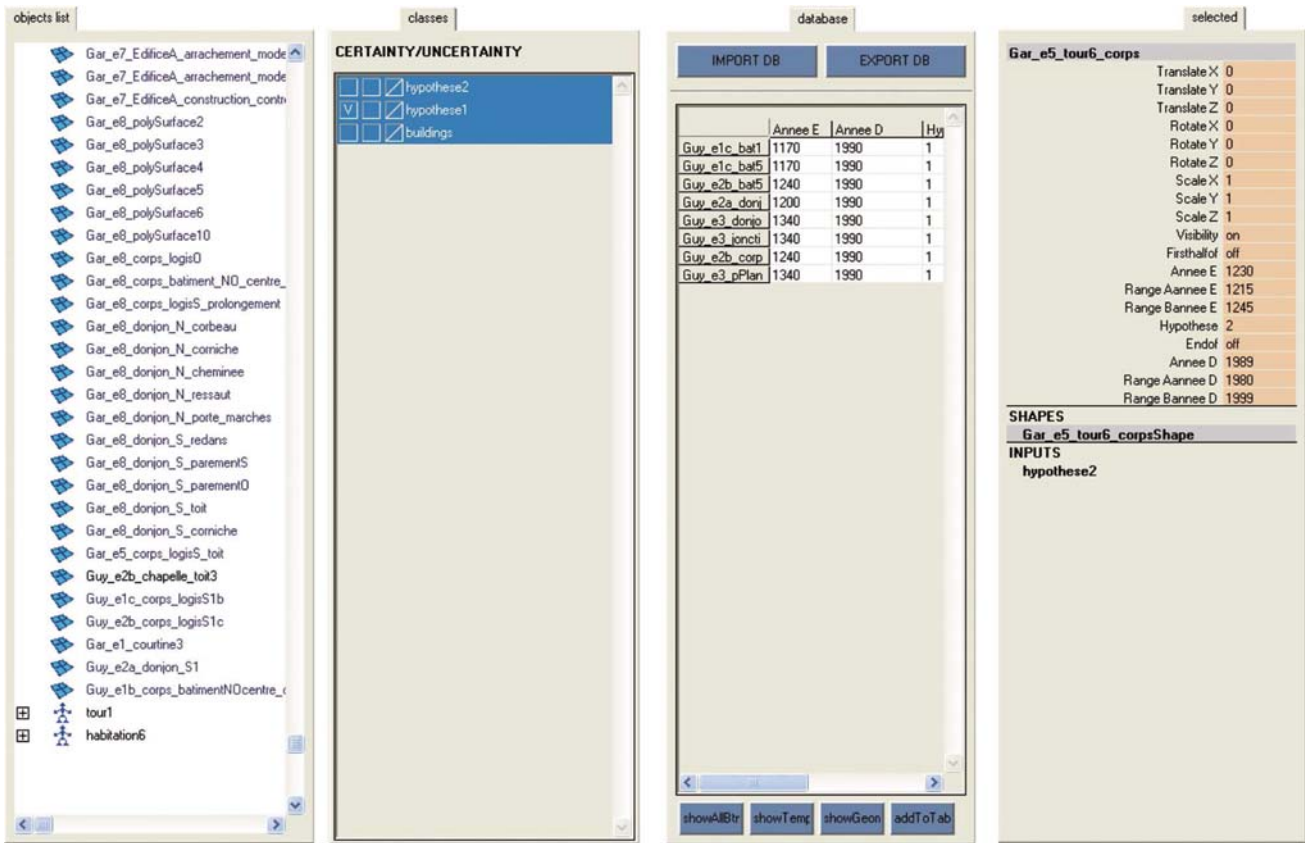 objects list
Gar_e7_EdificeA_arrachement_mode
Gar_e7_EdificeA_arrachement_mode
Gar_e7_EdificeA_construction_contr
Gar_e8_polySurface2
Gar_e8_polySurface3
Gar_e8_polySurface4
Gar_e8_polySurface5
Gar_e8_polySurface6
Gar_e8_polySurface10
Gar_e8_corps_logisO
Gar_e8_corps_batiment_NO_centre_
Gar_e8_corps_logisS_prolongement
Gar_e8_donjon_N_corbeau
Gar_e8_donjon_N_corniche
Gar_e8_donjon_N_cheminee
Gar_e8_donjon_N_ressaut
Gar_e8_donjon_N_porte_marches
Gar_e8_donjon_S_redans
Gar_e8_donjon_S_parementS
Gar_e8_donjon_S_parementO
Gar_e8_donjon_S_toit
Gar_e8_donjon_S_corniche
Gar_e5_corps_logisS_toit
Guy_e2b_chapelle_toit3
Guy_e1c_corps_logisS1b
Guy_e2b_corps_logisS1c
Gar_e1_courtine3
Guy_e2a_donjon_S1
Guy_e1b_corps_batimentNOcentre_c
tour1
habitation6
classes
CERTAINTY/UNCERTAINTY
hypothese2
V hypothese1
buildings
database
IMPORT DB EXPORT DB
Annee E Annee D Hy
Guy_e1c_bat1 1170 1990 1
Guy_e1c_bat5 1170 1990 1
Guy_e2b_bat5 1240 1990 1
Guy_e2a_donj 1200 1990 1
Guy_e3_donjo 1340 1990 1
Guy_e3_joncti 1340 1990 1
Guy_e2b_corp 1240 1990 1
Guy_e3_pPlan 1340 1990 1
showAllBtr showTemp showGeon addToTab
selected
Gar_e5_tour6_corps
Translate X 0
Translate Y 0
Translate Z 0
Rotate X 0
Rotate Y 0
Rotate Z 0
Scale X 1
Scale Y 1
Scale Z 1
Visibility on
Firsthalfof off
Annee E 1230
Range Aannee E 1215
Range Bannee E 1245
Hypothese 2
Endof off
Annee D 1989
Range Aannee D 1980
Range Bannee D 1999
SHAPES
Gar_e5_tour6_corpsShape
INPUTS
hypothese2